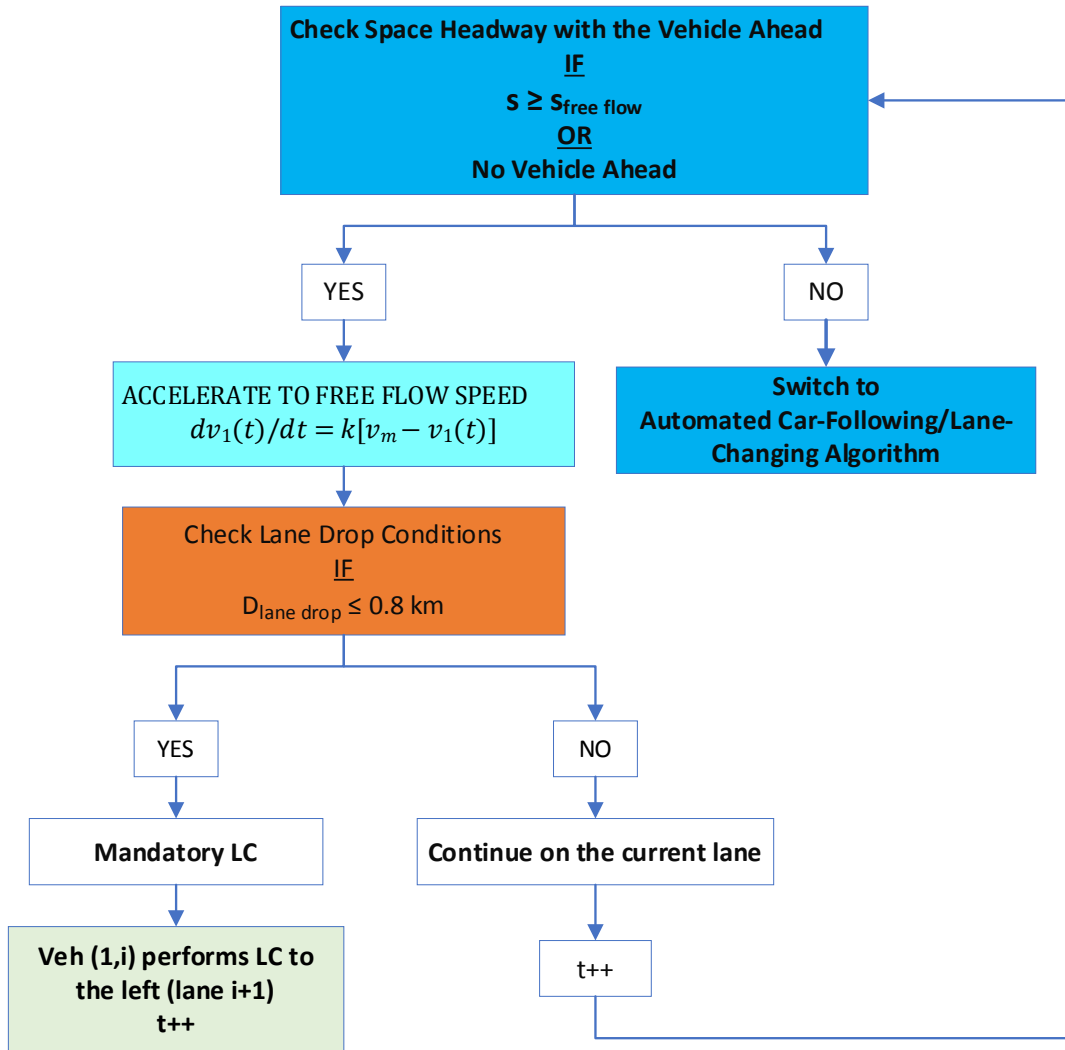 Check Space Headway with the Vehicle Ahead
IF
s ≥ s_free flow
OR
No Vehicle Ahead
YES
NO
ACCELERATE TO FREE FLOW SPEED
dv₁(t)/dt = k[vₘ − v₁(t)]
Switch to
Automated Car-Following/Lane-
Changing Algorithm
Check Lane Drop Conditions
IF
D_lane drop ≤ 0.8 km
YES
NO
Mandatory LC
Continue on the current lane
Veh (1,i) performs LC to
the left (lane i+1)
t++
t++